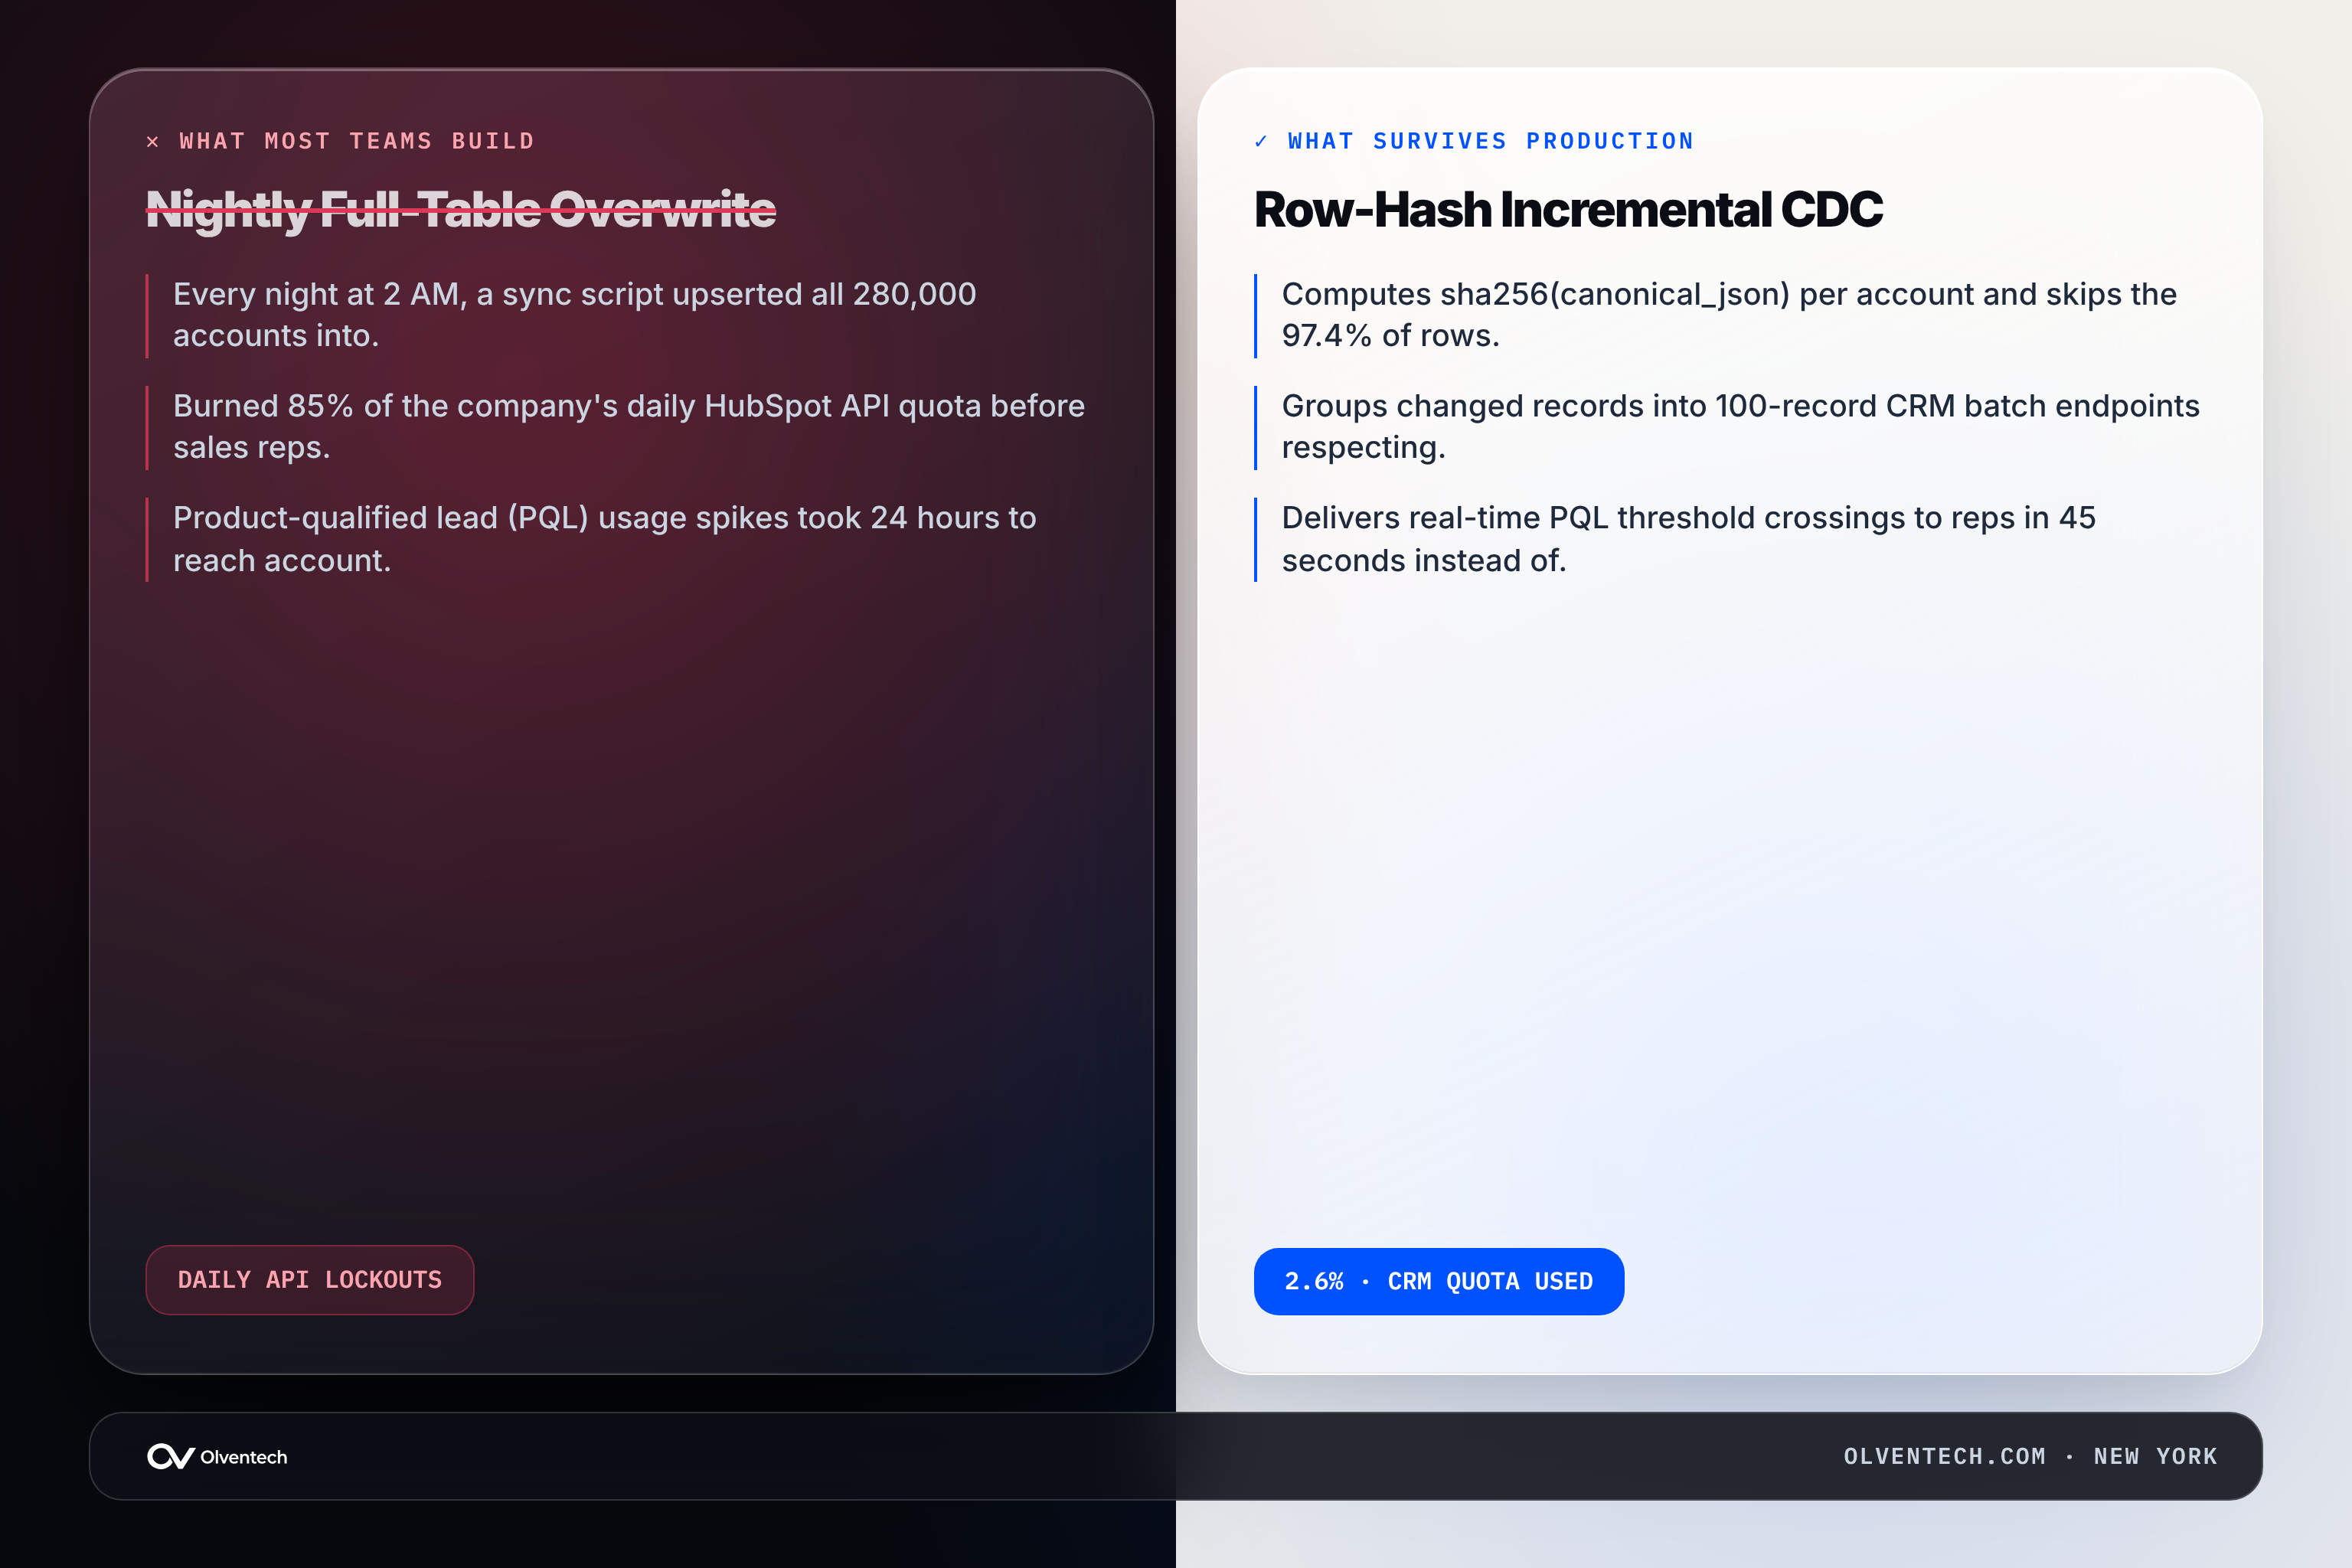 × WHAT MOST TEAMS BUILD
Nightly Full-Table Overwrite
Every night at 2 AM, a sync script upserted all 280,000
accounts into.
Burned 85% of the company's daily HubSpot API quota before
sales reps.
Product-qualified lead (PQL) usage spikes took 24 hours to
reach account.
DAILY API LOCKOUTS
✓ WHAT SURVIVES PRODUCTION
Row-Hash Incremental CDC
Computes sha256(canonical_json) per account and skips the
97.4% of rows.
Groups changed records into 100-record CRM batch endpoints
respecting.
Delivers real-time PQL threshold crossings to reps in 45
seconds instead of.
2.6% · CRM QUOTA USED
Olventech
OLVENTECH.COM · NEW YORK